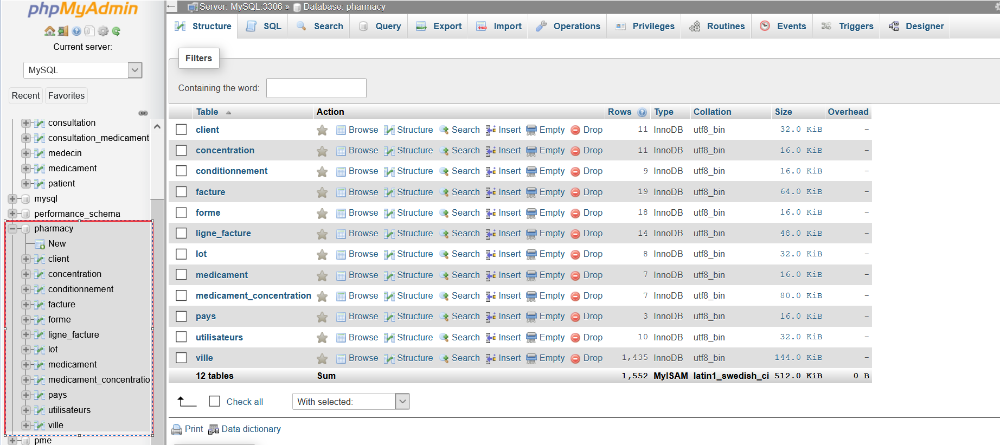 phpMyAdmin
Current server:
MySQL
Recent Favorites
consultation
consultation_medicament
medecin
medicament
patient
mysql
performance_schema
pharmacy
New
client
concentration
conditionnement
facture
forme
ligne_facture
lot
medicament
medicament_concentratio
pays
utilisateurs
ville
pme
Server: MySQL:3306 » Database: pharmacy
Structure SQL Search Query Export Import Operations Privileges Routines Events Triggers Designer
Filters
Containing the word:
Table Action Rows Type Collation Size Overhead
client Browse Structure Search Insert Empty Drop 11 InnoDB utf8_bin 32.0 KiB -
concentration Browse Structure Search Insert Empty Drop 11 InnoDB utf8_bin 16.0 KiB -
conditionnement Browse Structure Search Insert Empty Drop 9 InnoDB utf8_bin 16.0 KiB -
facture Browse Structure Search Insert Empty Drop 19 InnoDB utf8_bin 64.0 KiB -
forme Browse Structure Search Insert Empty Drop 18 InnoDB utf8_bin 16.0 KiB -
ligne_facture Browse Structure Search Insert Empty Drop 14 InnoDB utf8_bin 48.0 KiB -
lot Browse Structure Search Insert Empty Drop 8 InnoDB utf8_bin 32.0 KiB -
medicament Browse Structure Search Insert Empty Drop 7 InnoDB utf8_bin 16.0 KiB -
medicament_concentration Browse Structure Search Insert Empty Drop 7 InnoDB utf8_bin 80.0 KiB -
pays Browse Structure Search Insert Empty Drop 3 InnoDB utf8_bin 16.0 KiB -
utilisateurs Browse Structure Search Insert Empty Drop 10 InnoDB utf8_bin 32.0 KiB -
ville Browse Structure Search Insert Empty Drop 1,435 InnoDB utf8_bin 144.0 KiB -
12 tables Sum 1,552 MyISAM latin1_swedish_ci 512.0 KiB 0 B
Check all With selected:
Print Data dictionary